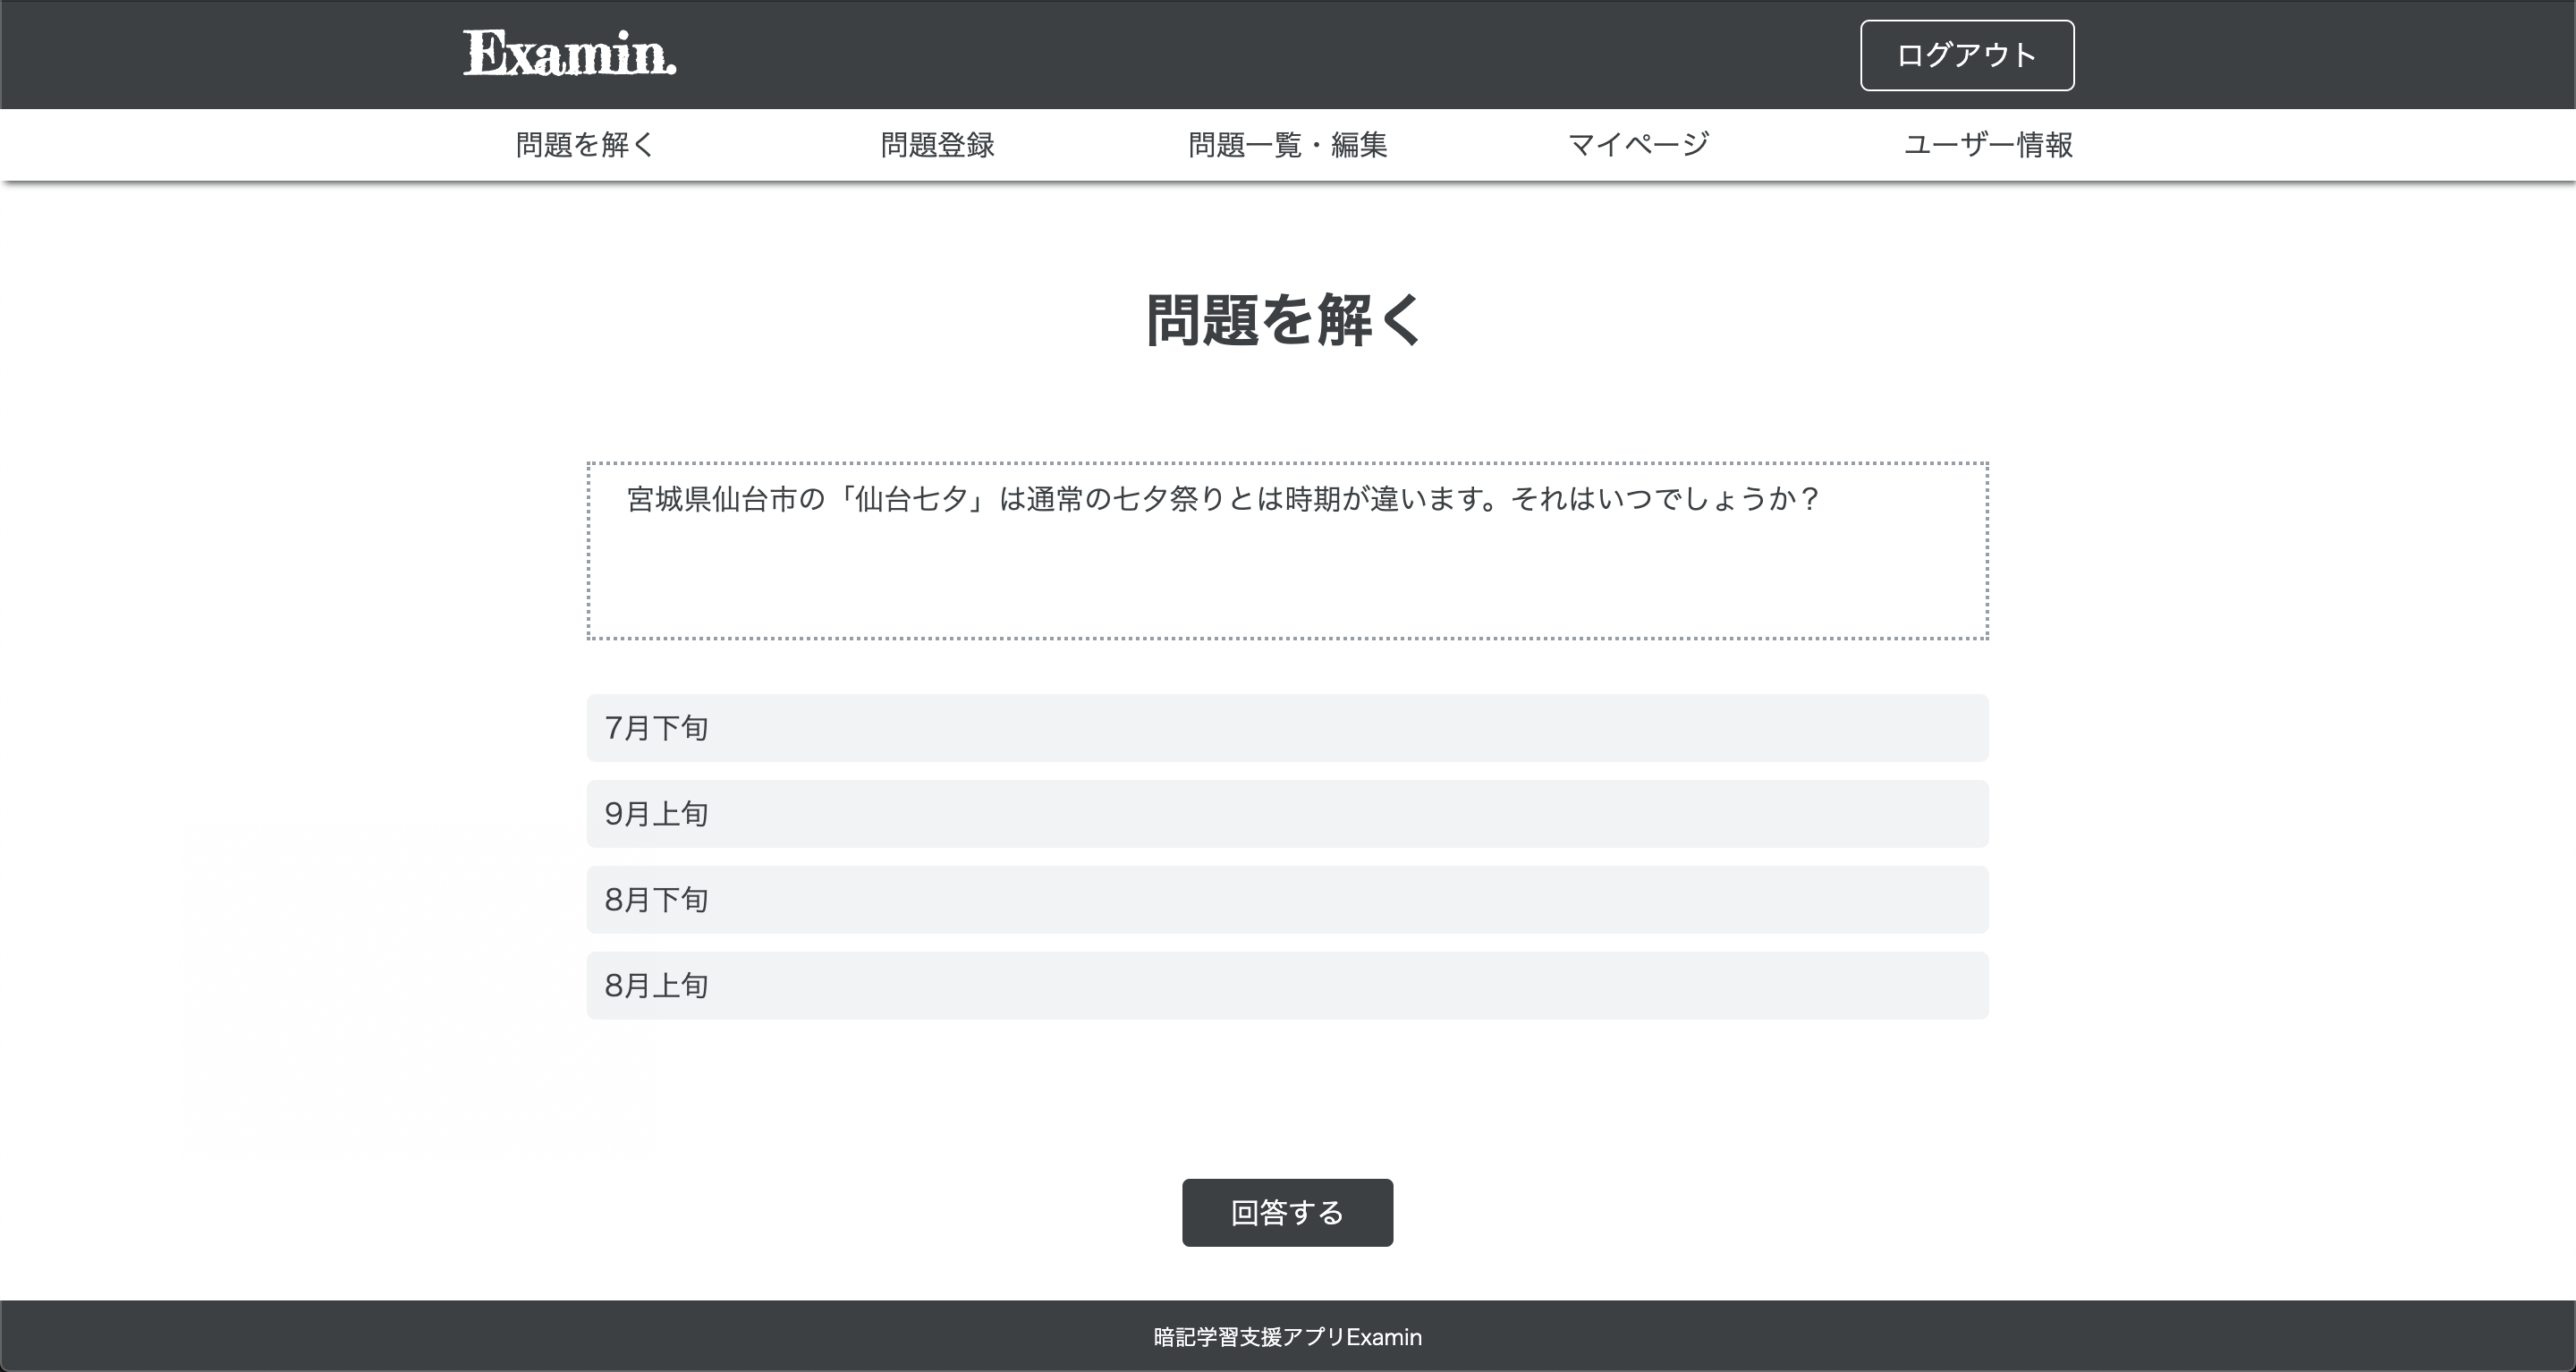 Examin.
ログアウト
問題を解く
問題登録
問題一覧・編集
マイページ
ユーザー情報
問題を解く
宮城県仙台市の「仙台七夕」は通常の七夕祭りとは時期が違います。それはいつでしょうか？
7月下旬
9月上旬
8月下旬
8月上旬
回答する
暗記学習支援アプリExamin